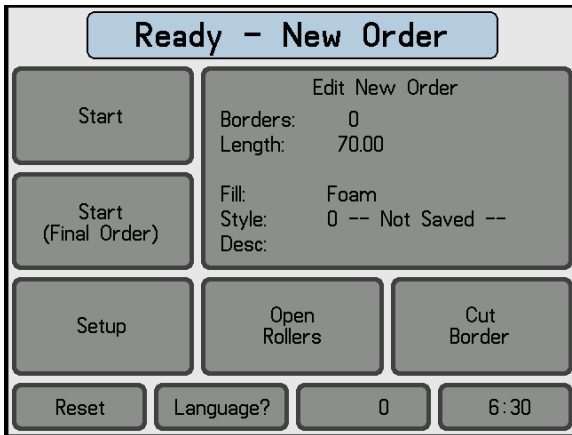 Ready - New Order
Start
Edit New Order
Borders: 0
Length: 70.00
Start
(Final Order)
Fill: Foam
Style: 0 -- Not Saved --
Desc:
Setup
Open
Rollers
Cut
Border
Reset
Language?
0
6:30